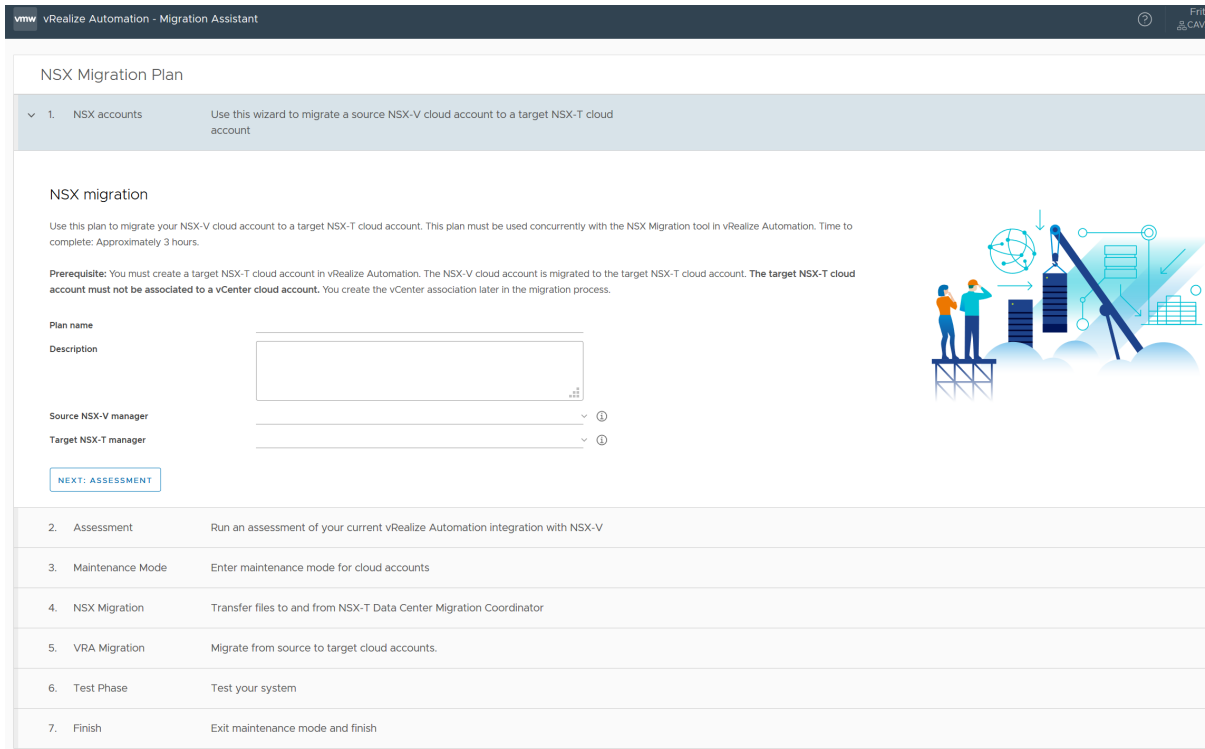 vmw vRealize Automation - Migration Assistant
Frit
CAV
NSX Migration Plan
1. NSX accounts Use this wizard to migrate a source NSX-V cloud account to a target NSX-T cloud
account
NSX migration
Use this plan to migrate your NSX-V cloud account to a target NSX-T cloud account. This plan must be used concurrently with the NSX Migration tool in vRealize Automation. Time to
complete: Approximately 3 hours.
Prerequisite: You must create a target NSX-T cloud account in vRealize Automation. The NSX-V cloud account is migrated to the target NSX-T cloud account. The target NSX-T cloud
account must not be associated to a vCenter cloud account. You create the vCenter association later in the migration process.
Plan name
Description
Source NSX-V manager
Target NSX-T manager
NEXT: ASSESSMENT
2. Assessment Run an assessment of your current vRealize Automation integration with NSX-V
3. Maintenance Mode Enter maintenance mode for cloud accounts
4. NSX Migration Transfer files to and from NSX-T Data Center Migration Coordinator
5. VRA Migration Migrate from source to target cloud accounts.
6. Test Phase Test your system
7. Finish Exit maintenance mode and finish